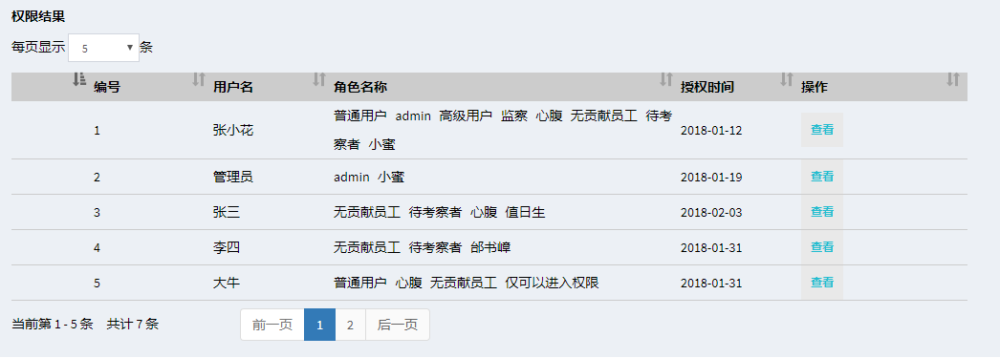 权限结果
每页显示 5 条
编号 用户名 角色名称 授权时间 操作
1 张小花 普通用户 admin 高级用户 监察 心腹 无贡献员工 待考 2018-01-12 查看
察者 小蜜
2 管理员 admin 小蜜 2018-01-19 查看
3 张三 无贡献员工 待考察者 心腹 值日生 2018-02-03 查看
4 李四 无贡献员工 待考察者 邰书嶂 2018-01-31 查看
5 大牛 普通用户 心腹 无贡献员工 仅可以进入权限 2018-01-31 查看
当前第 1 - 5 条 共计 7 条 前一页 1 2 后一页